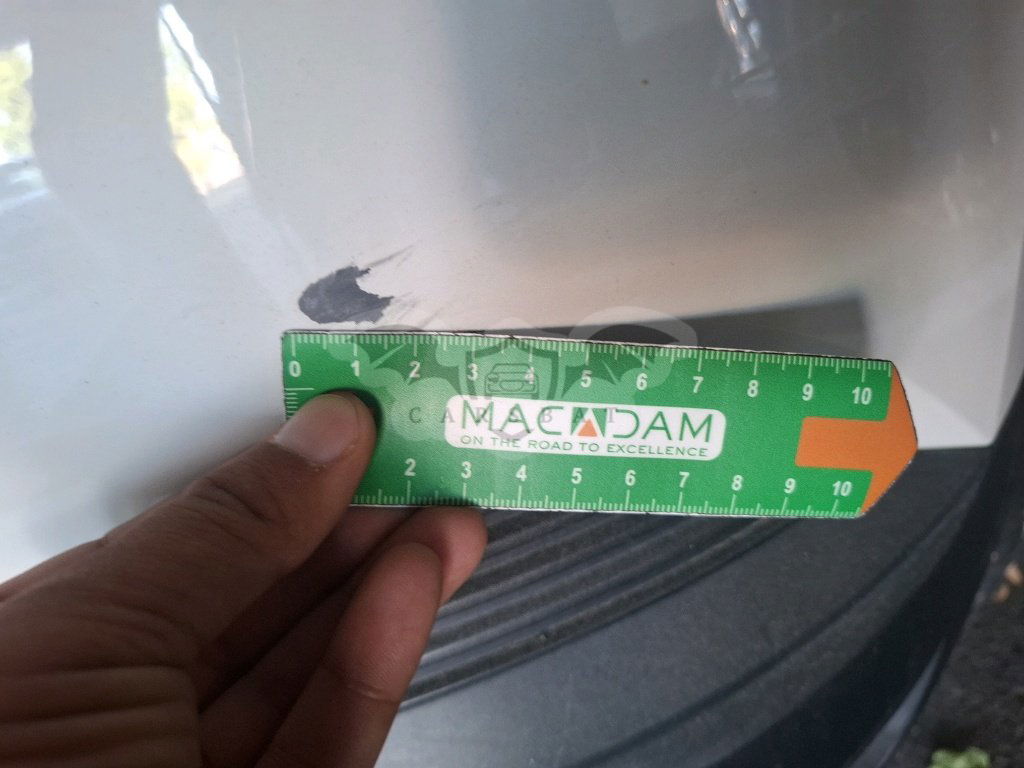 0 1 2 3 4 5 6 7 8 9 10
CARSBAT
MACADAM
ON THE ROAD TO EXCELLENCE
2 3 4 5 6 7 8 9 10